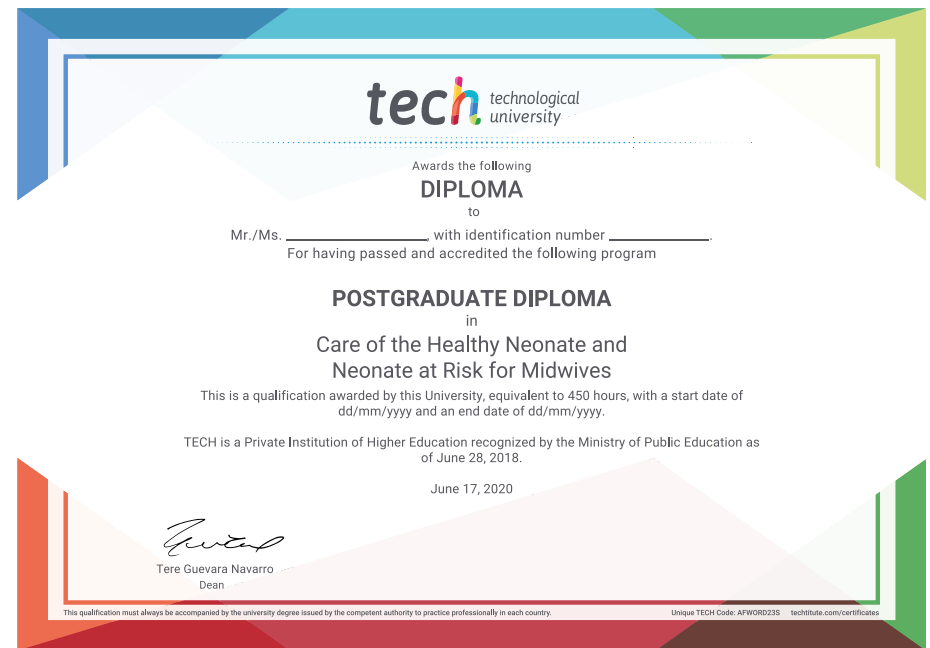 tech technological
university
Awards the following
DIPLOMA
to
Mr./Ms. ____________________, with identification number ______________.
For having passed and accredited the following program
POSTGRADUATE DIPLOMA
in
Care of the Healthy Neonate and
Neonate at Risk for Midwives
This is a qualification awarded by this University, equivalent to 450 hours, with a start date of
dd/mm/yyyy and an end date of dd/mm/yyyy.
TECH is a Private Institution of Higher Education recognized by the Ministry of Public Education as
of June 28, 2018.
June 17, 2020
Tere Guevara Navarro
Dean
This qualification must always be accompanied by the university degree issued by the competent authority to practice professionally in each country. Unique TECH Code: AFWORD23S techtitute.com/certificates